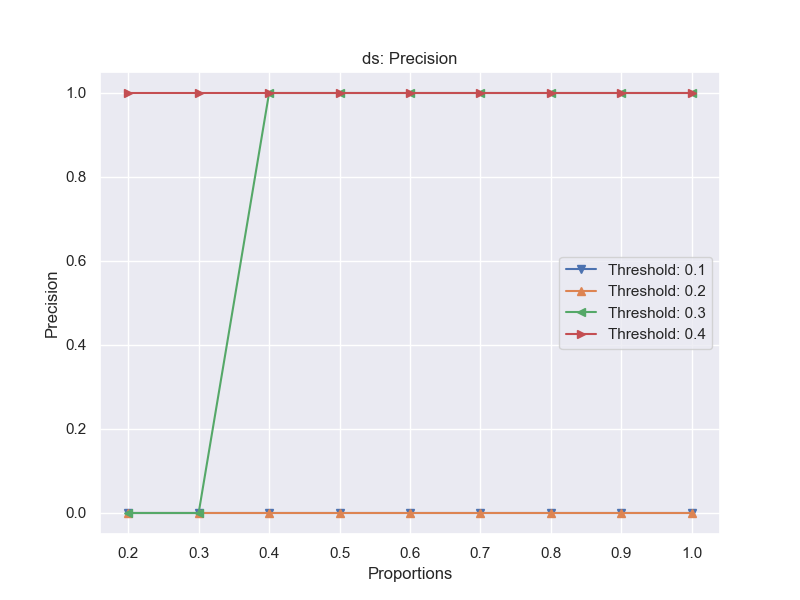 ds: Precision
1.0
0.8
0.6
0.4
0.2
0.0
Precision
Threshold: 0.1
Threshold: 0.2
Threshold: 0.3
Threshold: 0.4
0.2 0.3 0.4 0.5 0.6 0.7 0.8 0.9 1.0
Proportions